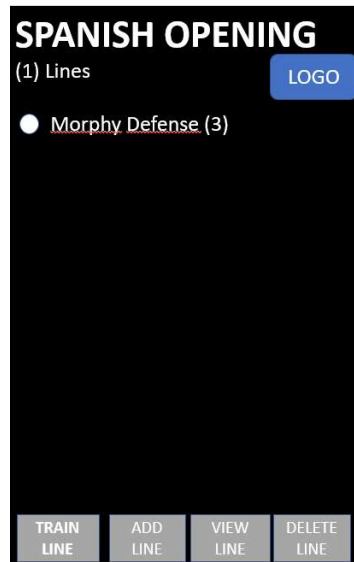 SPANISH OPENING
(1) Lines
LOGO
Morphy Defense (3)
TRAIN LINE
ADD LINE
VIEW LINE
DELETE LINE